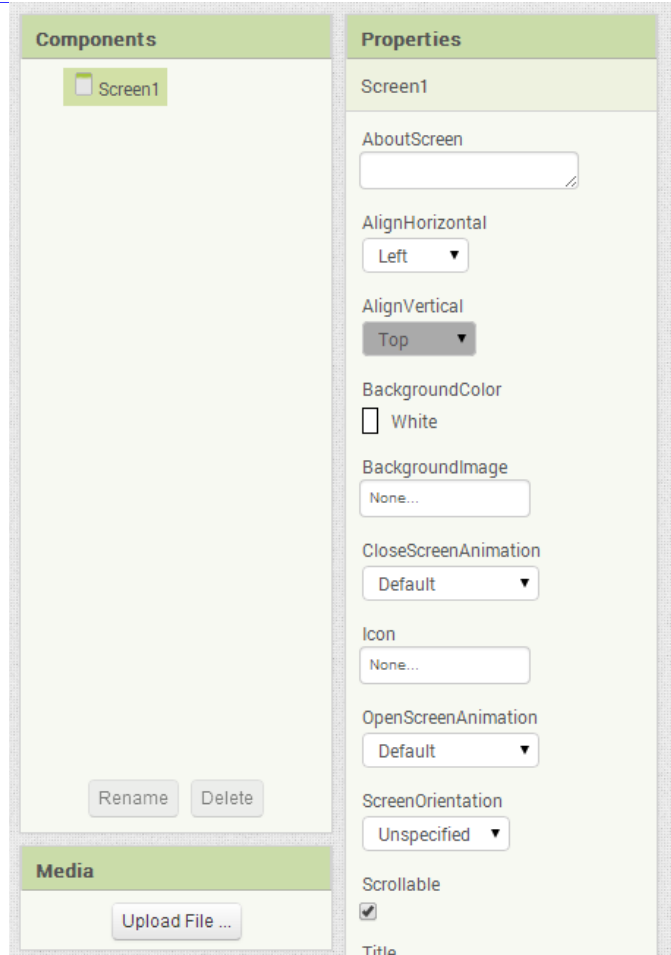 Components
Screen1
Rename
Delete
Media
Upload File ...
Properties
Screen1
AboutScreen
AlignHorizontal
Left
AlignVertical
Top
BackgroundColor
White
BackgroundImage
None...
CloseScreenAnimation
Default
Icon
None...
OpenScreenAnimation
Default
ScreenOrientation
Unspecified
Scrollable
Title